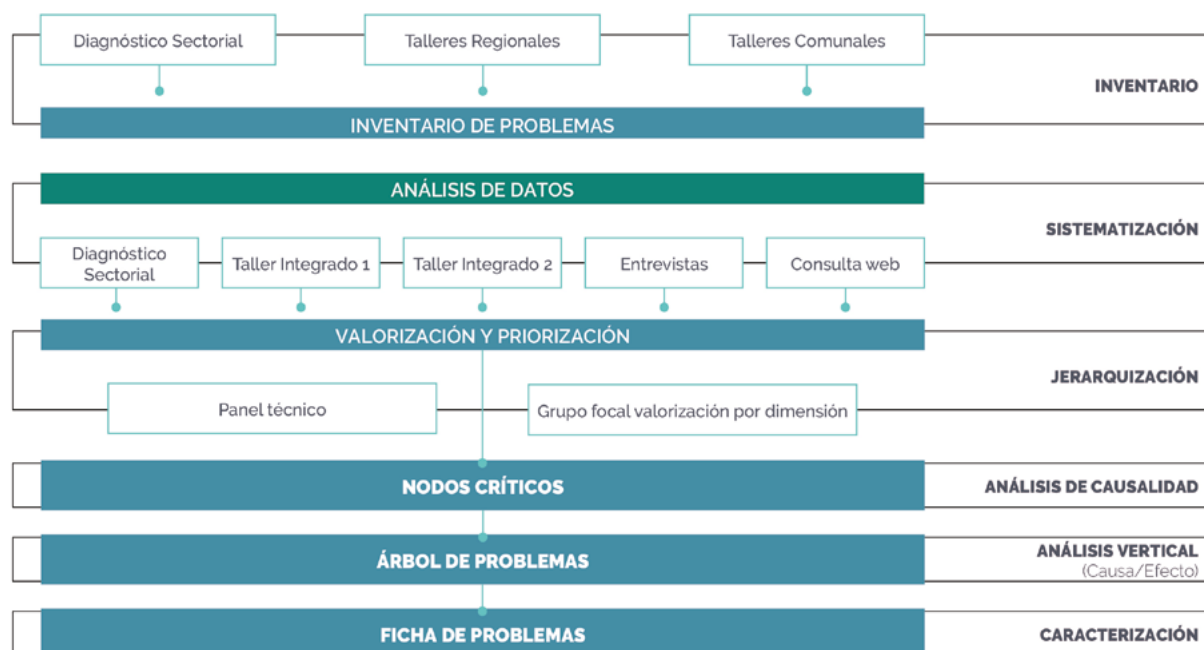 Diagnóstico Sectorial
Talleres Regionales
Talleres Comunales
INVENTARIO
INVENTARIO DE PROBLEMAS
ANÁLISIS DE DATOS
SISTEMATIZACIÓN
Diagnóstico
Sectorial
Taller Integrado 1
Taller Integrado 2
Entrevistas
Consulta web
VALORIZACIÓN Y PRIORIZACIÓN
JERARQUIZACIÓN
Panel técnico
Grupo focal valorización por dimensión
NODOS CRÍTICOS
ANÁLISIS DE CAUSALIDAD
ÁRBOL DE PROBLEMAS
ANÁLISIS VERTICAL
(Causa/Efecto)
FICHA DE PROBLEMAS
CARACTERIZACIÓN